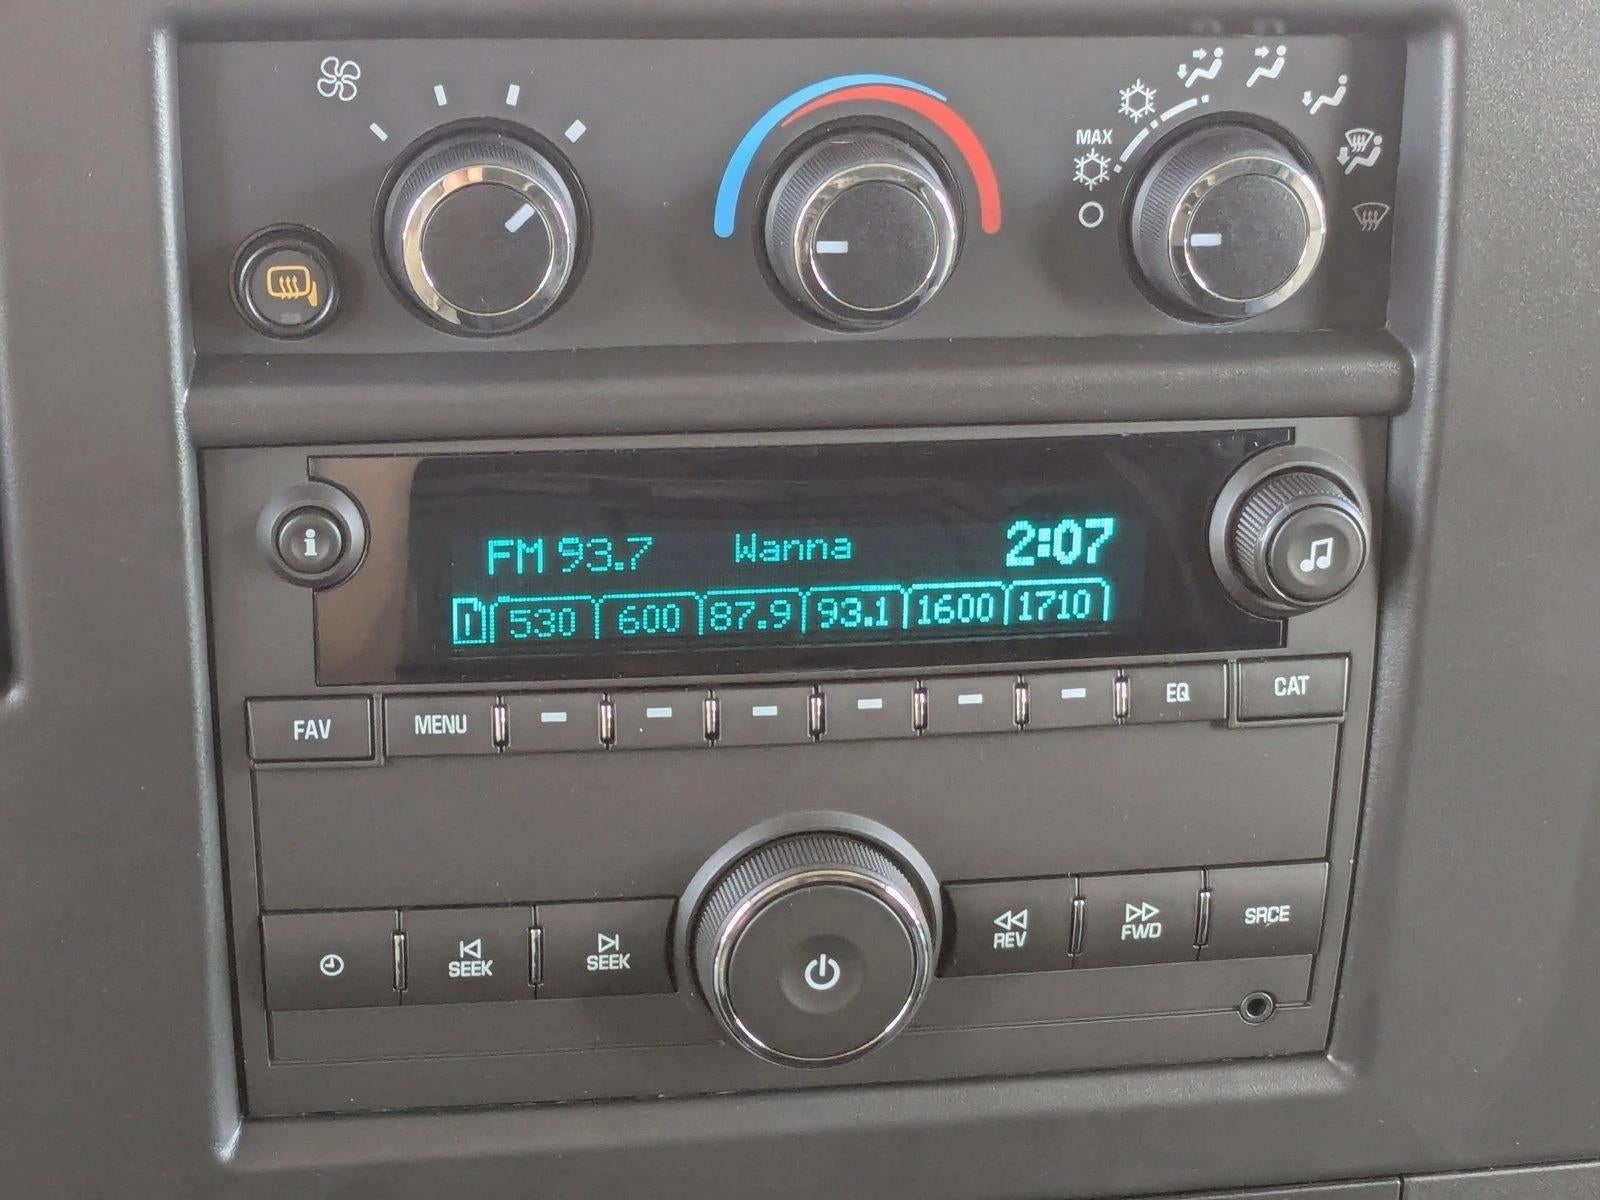 MAX
FM 93.7 Wanna 2:07
530 600 87.9 93.1 1600 1710
FAV MENU EQ CAT
SEEK SEEK REV FWD SRCE